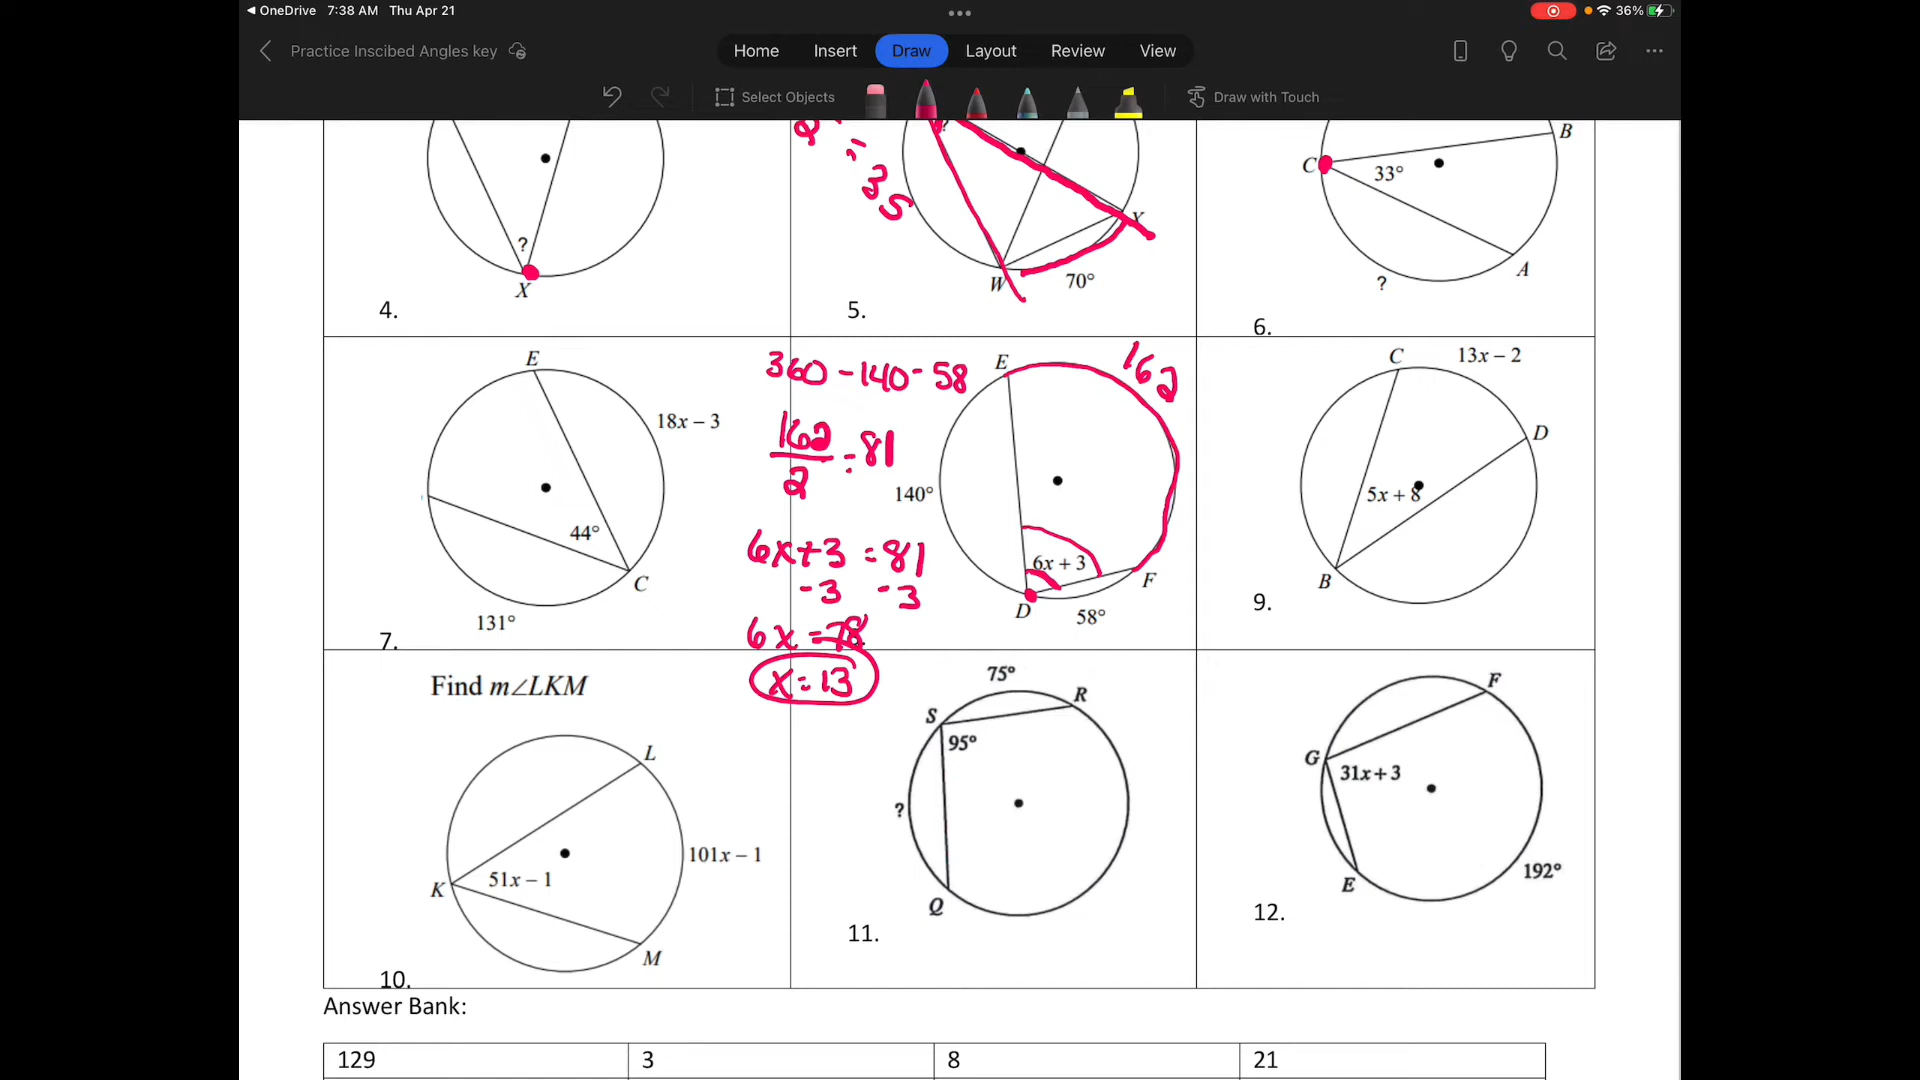 OneDrive 7:38 AM Thu Apr 21
36%
Practice Inscibed Angles key
Home Insert Draw Layout Review View
Select Objects
Draw with Touch
?
X
4.
= 35
?
X
W
70°
5.
B
C
33°
A
?
6.
E
18x – 3
44°
C
131°
7.
360 - 140 - 58
162
2
= 81
6x+3 = 81
-3 -3
6x = 78
x = 13
E
162
140°
6x + 3
F
D
58°
C
13x – 2
D
5x + 8
B
9.
Find m∠LKM
L
101x – 1
K
51x – 1
M
10.
75°
R
S
95°
?
Q
11.
F
G
31x+3
192°
E
12.
Answer Bank:
129 3 8 21